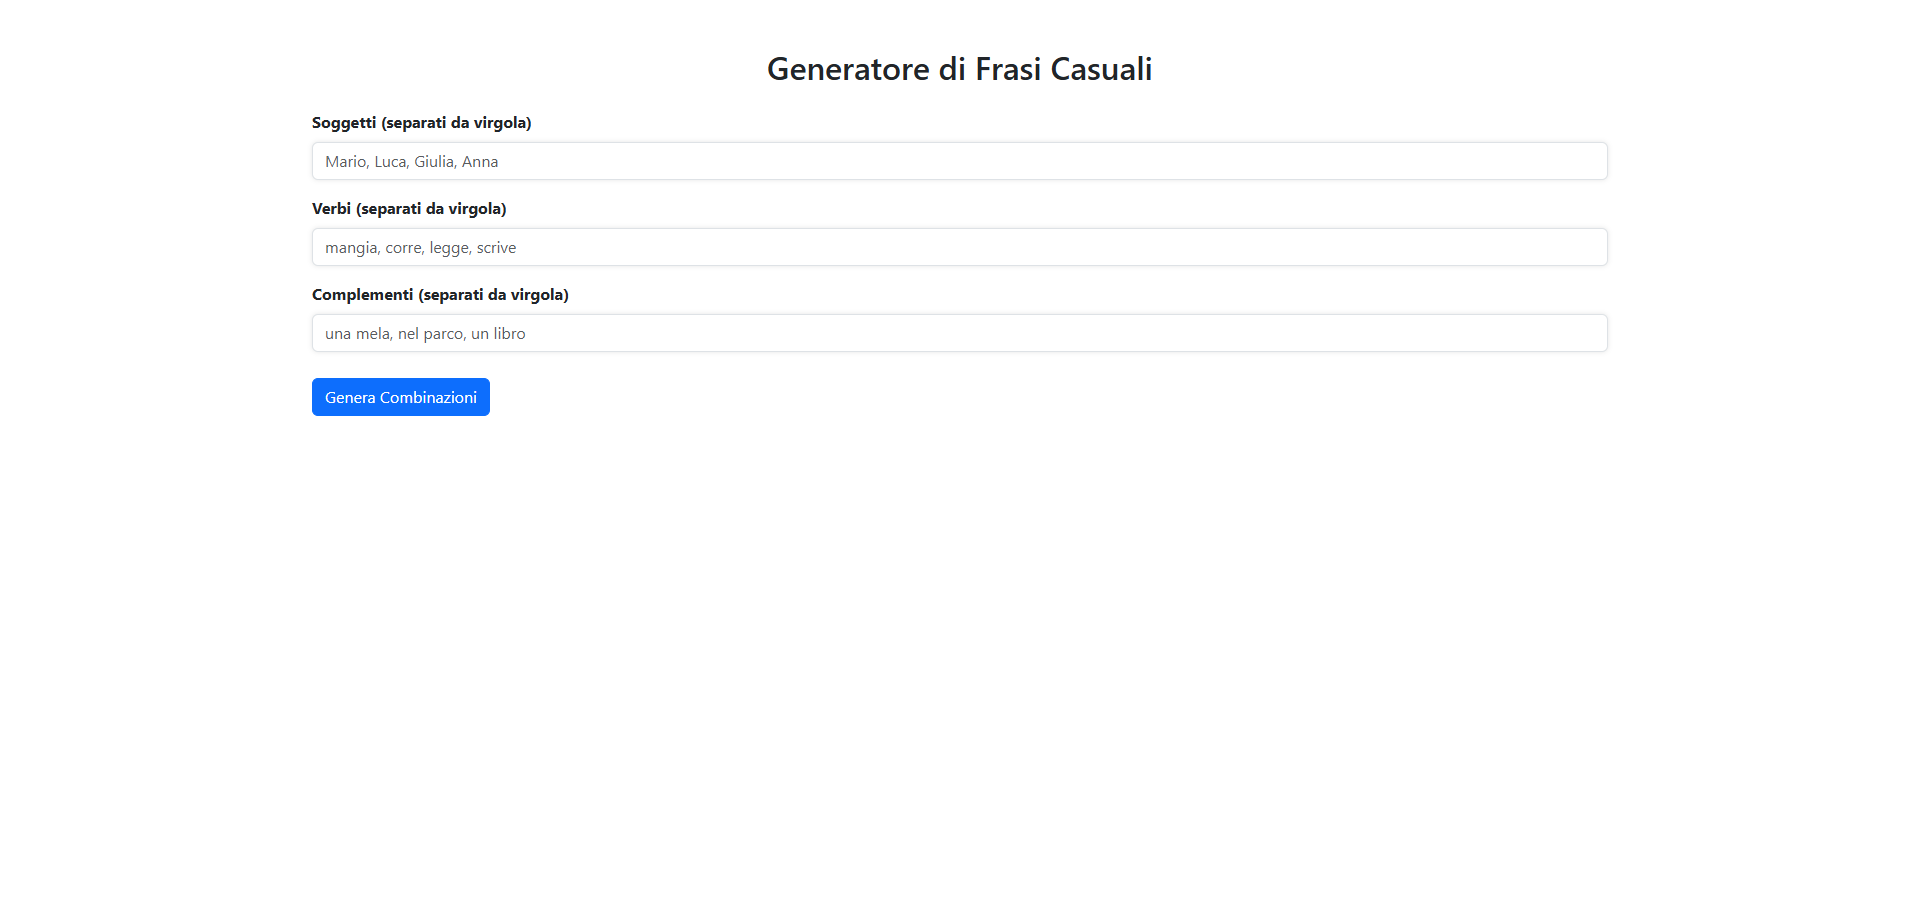 Generatore di Frasi Casuali
Soggetti (separati da virgola)
Mario, Luca, Giulia, Anna
Verbi (separati da virgola)
mangia, corre, legge, scrive
Complementi (separati da virgola)
una mela, nel parco, un libro
Genera Combinazioni